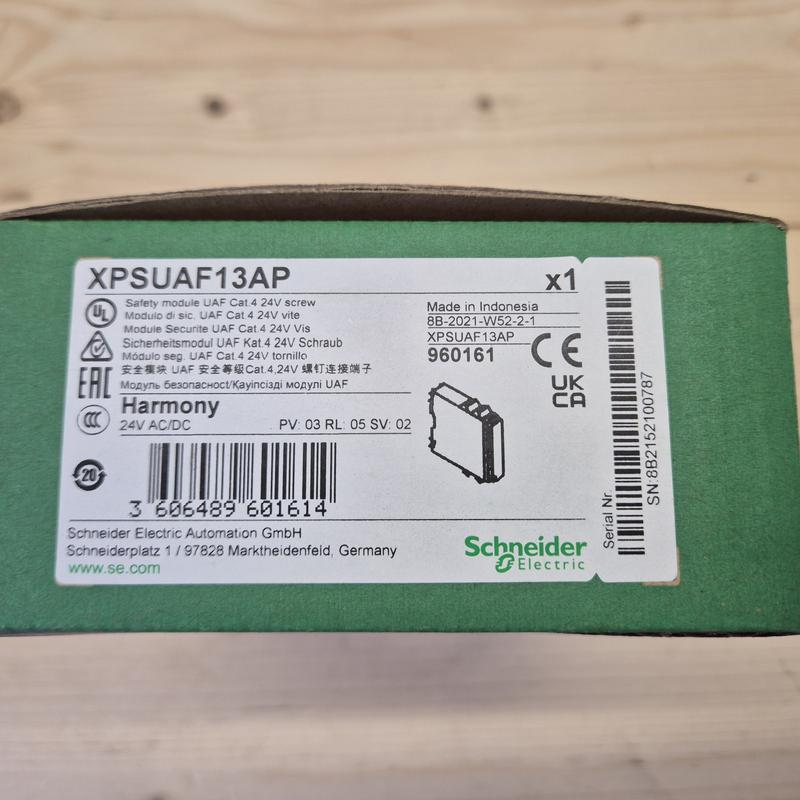 XPSUAF13AP
x1
Safety module UAF Cat.4 24V screw
Modulo di sic. UAF Cat.4 24V vite
Module Securite UAF Cat.4 24V Vis
Sicherheitsmodul UAF Kat.4 24V Schraub
Módulo seg. UAF Cat.4 24V tornillo
安全模块 UAF 安全等级Cat.4,24V 螺钉连接端子
Модуль безопасност/Қауіпсізді модулі UAF
UL
EAC
CCC
20
Harmony
24V AC/DC
PV: 03 RL: 05 SV: 02
Made in Indonesia
8B-2021-W52-2-1
XPSUAF13AP
960161
CE
UK
CA
3 606489 601614
Schneider Electric Automation GmbH
Schneiderplatz 1 / 97828 Marktheidenfeld, Germany
www.se.com
Schneider
Electric
Serial Nr.
SN:8B2152100787